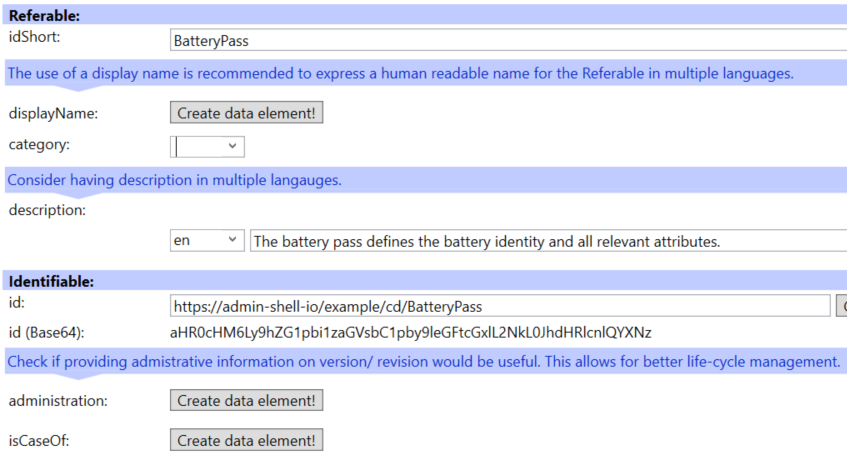 Referable:
idShort: BatteryPass
The use of a display name is recommended to express a human readable name for the Referable in multiple languages.
displayName: Create data element!
category:
Consider having description in multiple langauges.
description:
en The battery pass defines the battery identity and all relevant attributes.
Identifiable:
id: https://admin-shell-io/example/cd/BatteryPass
id (Base64): aHR0cHM6Ly9hZG1pbi1zaGVsbC1pby9leGFtcGxlL2NkL0JhdHRlcnlQYXNz
Check if providing admistrative information on version/ revision would be useful. This allows for better life-cycle management.
administration: Create data element!
isCaseOf: Create data element!